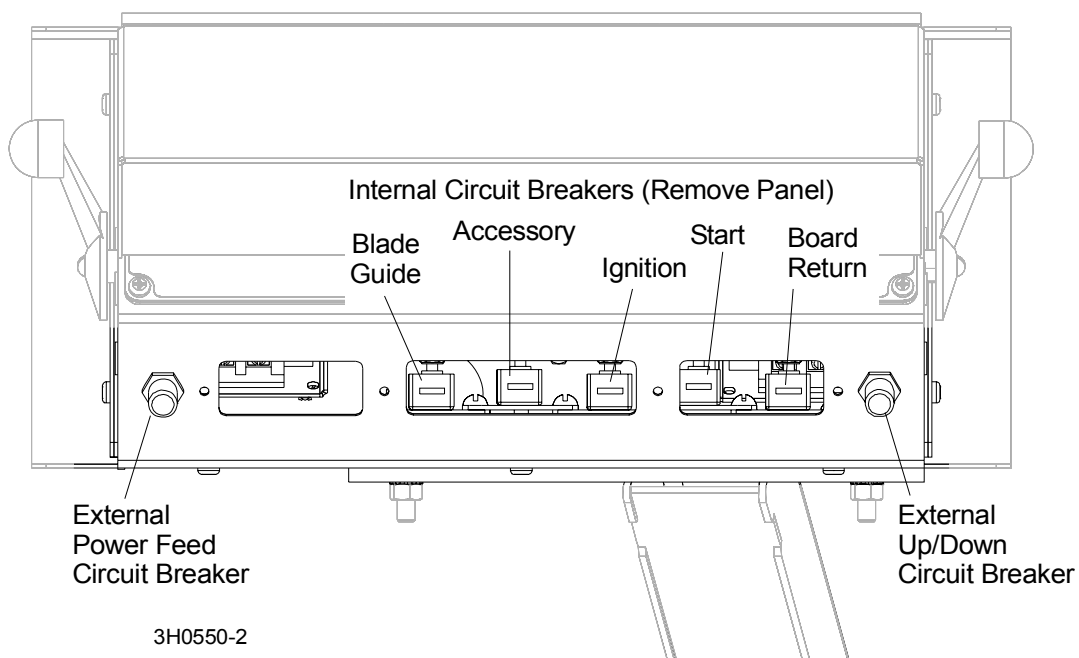 Internal Circuit Breakers (Remove Panel)
Blade
Guide
Accessory
Ignition
Start
Board
Return
External
Power Feed
Circuit Breaker
External
Up/Down
Circuit Breaker
3H0550-2